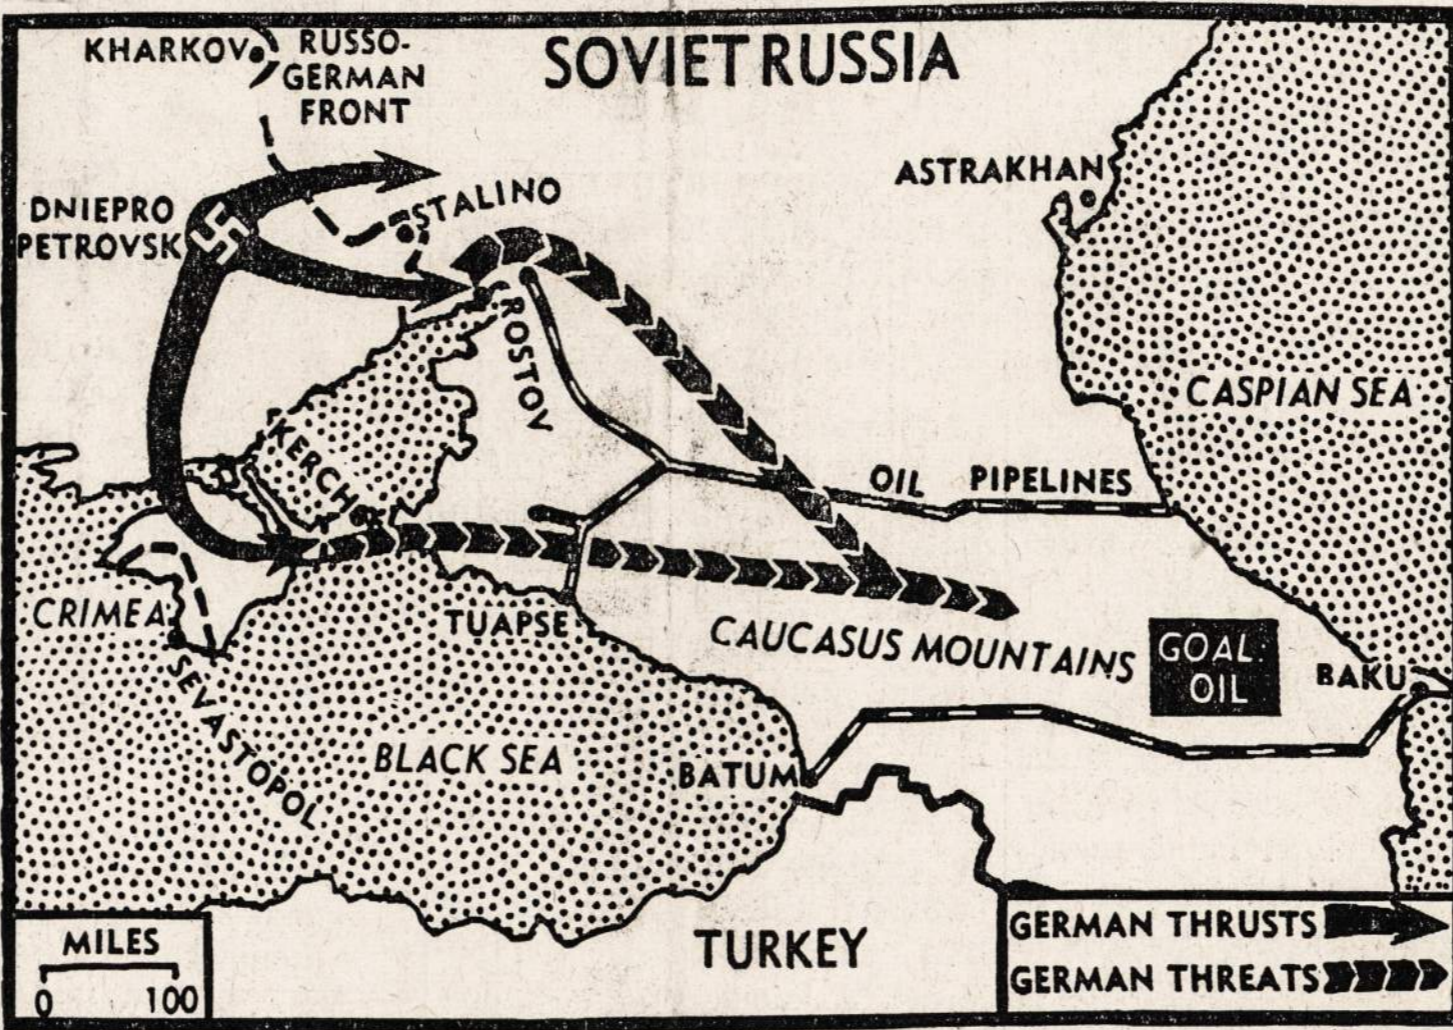 SOVIET RUSSIA
KHARKOV
RUSSO-
GERMAN
FRONT
ASTRAKHAN
DNIEPRO
PETROVSK
STALINO
ROSTOV
CASPIAN SEA
KERCH
OIL PIPELINES
CRIMEA
TUAPSE
CAUCASUS MOUNTAINS
GOAL:
OIL
BAKU
SEVASTOPOL
BLACK SEA
BATUM
TURKEY
MILES
0 100
GERMAN THRUSTS
GERMAN THREATS